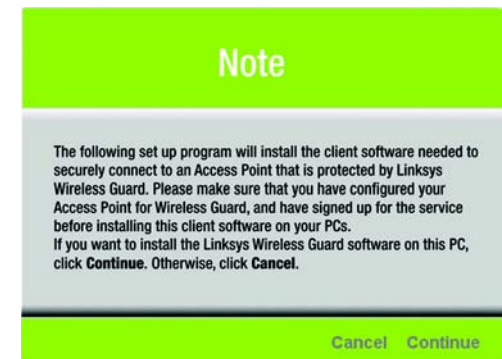 Note
The following set up program will install the client software needed to
securely connect to an Access Point that is protected by Linksys
Wireless Guard. Please make sure that you have configured your
Access Point for Wireless Guard, and have signed up for the service
before installing this client software on your PCs.
If you want to install the Linksys Wireless Guard software on this PC,
click Continue. Otherwise, click Cancel.
Cancel Continue